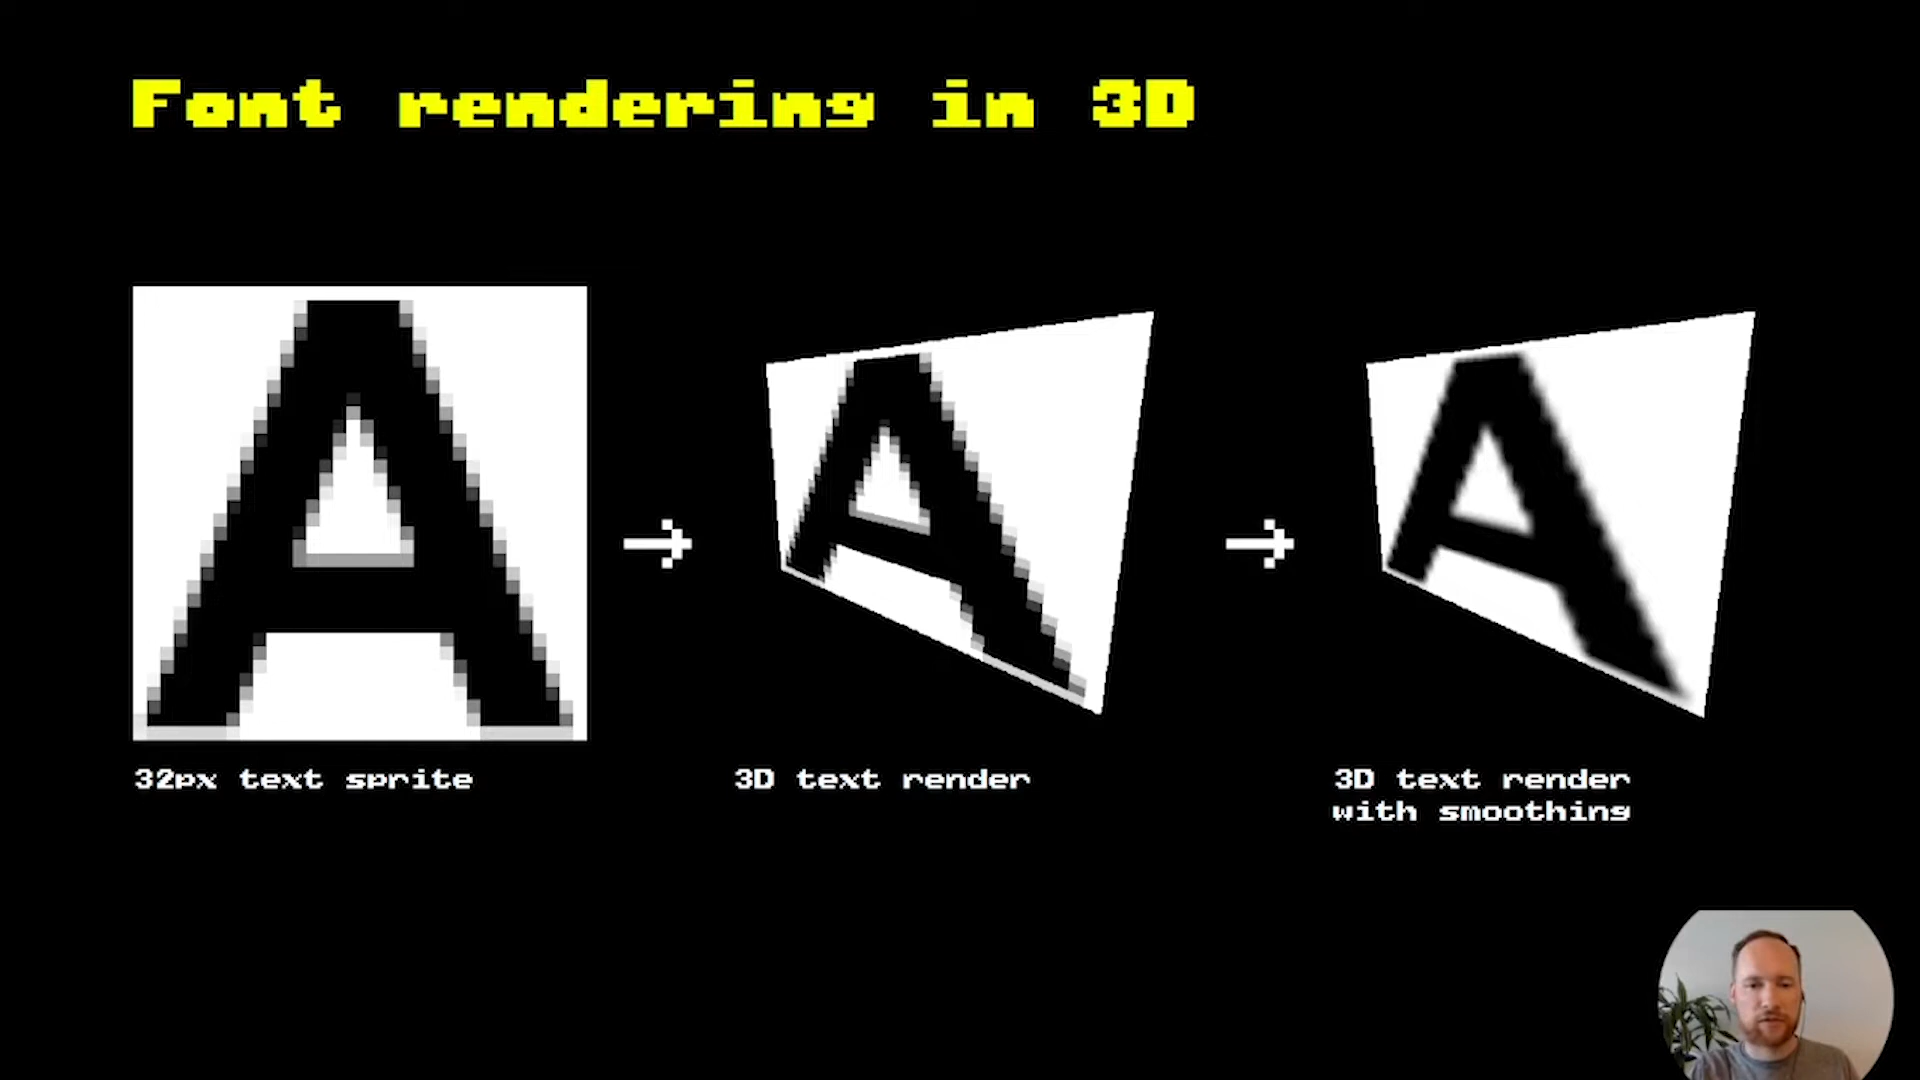 Font rendering in 3D
A
A
A
→
→
32px text sprite
3D text render
3D text render
with smoothing